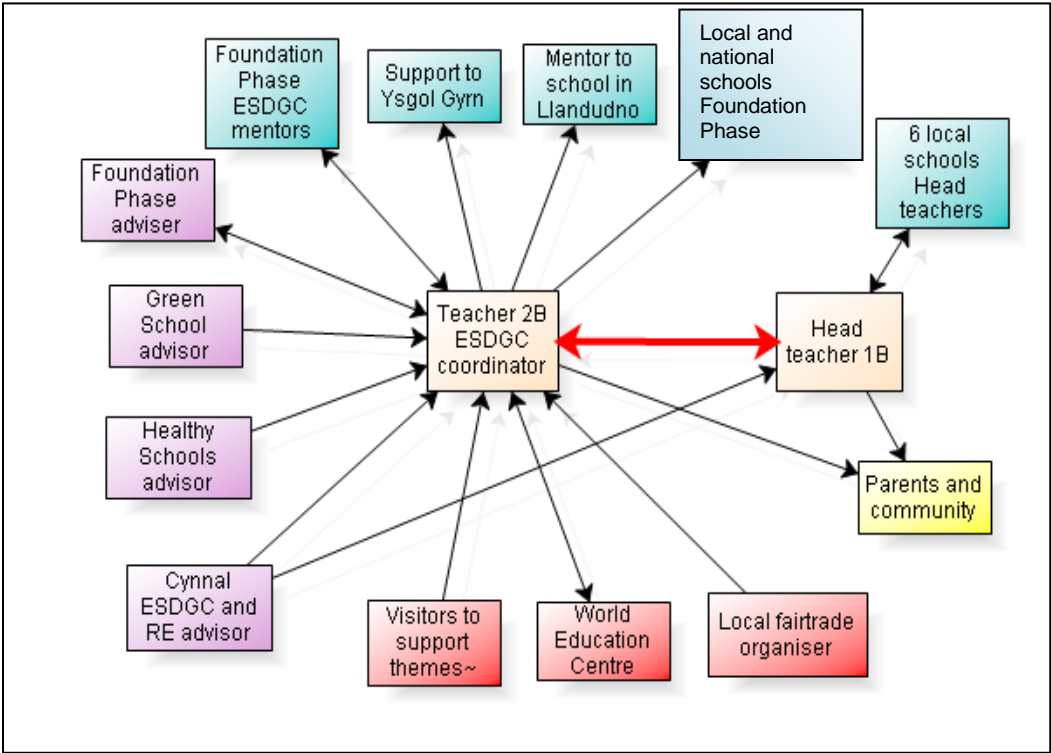 Foundation
Phase
ESDGC
mentors
Support to
Ysgol Gyrn
Mentor to
school in
Llandudno
Local and
national
schools
Foundation
Phase
6 local
schools
Head
teachers
Foundation
Phase
adviser
Green
School
advisor
Teacher 2B
ESDGC
coordinator
Head
teacher 1B
Healthy
Schools
advisor
Parents and
community
Cynnal
ESDGC and
RE advisor
Visitors to
support
themes~
World
Education
Centre
Local fairtrade
organiser